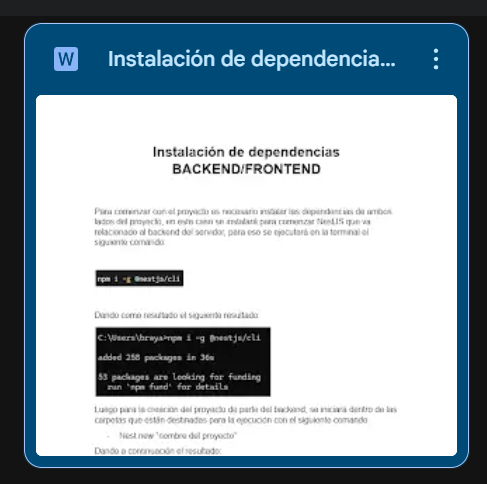 W Instalación de dependencia...
Instalación de dependencias
BACKEND/FRONTEND
Para comenzar con el proyecto es necesario instalar las dependencias de ambos
lados del proyecto, en este caso se instalará para comenzar NestJS que va
relacionado al backend del servidor, para eso se ejecutará en la terminal el
siguiente comando:
npm i -g @nestjs/cli
Dando como resultado el siguiente resultado:
C:\Users\braya>npm i -g @nestjs/cli
added 258 packages in 36s
53 packages are looking for funding
run `npm fund` for details
Luego para la creación del proyecto de parte del backend, se iniciará dentro de las
carpetas que están destinadas para la ejecución con el siguiente comando
- Nest new "nombre del proyecto"
Dando a continuación el resultado: